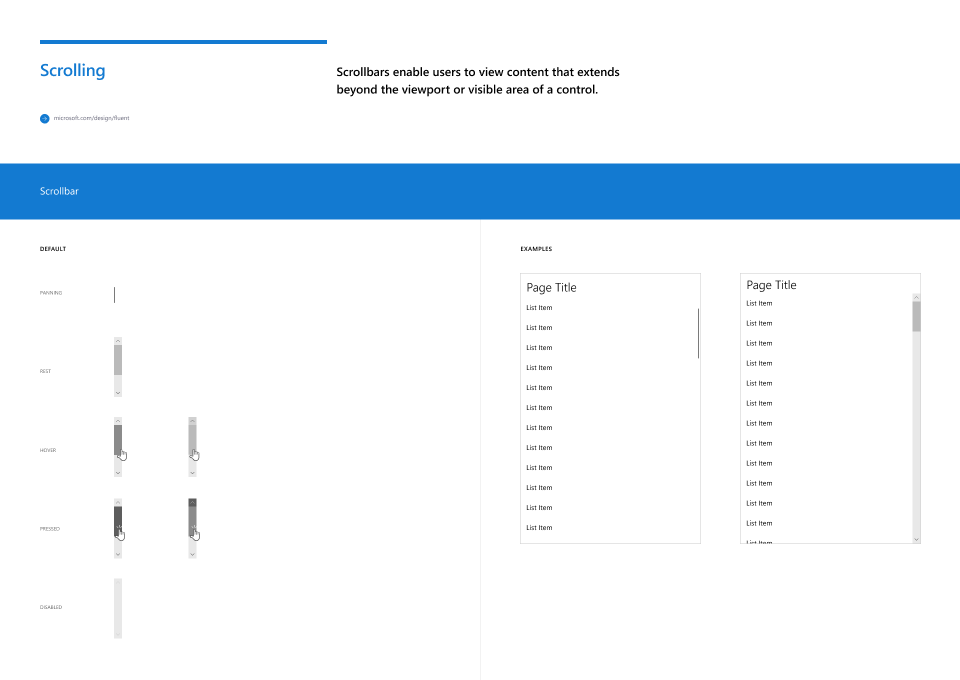 Scrolling
Scrollbars enable users to view content that extends
beyond the viewport or visible area of a control.
microsoft.com/design/fluent
Scrollbar
DEFAULT
PANNING
REST
HOVER
PRESSED
DISABLED
EXAMPLES
Page Title
List Item
List Item
List Item
List Item
List Item
List Item
List Item
List Item
List Item
List Item
List Item
List Item
Page Title
List Item
List Item
List Item
List Item
List Item
List Item
List Item
List Item
List Item
List Item
List Item
List Item
List Item